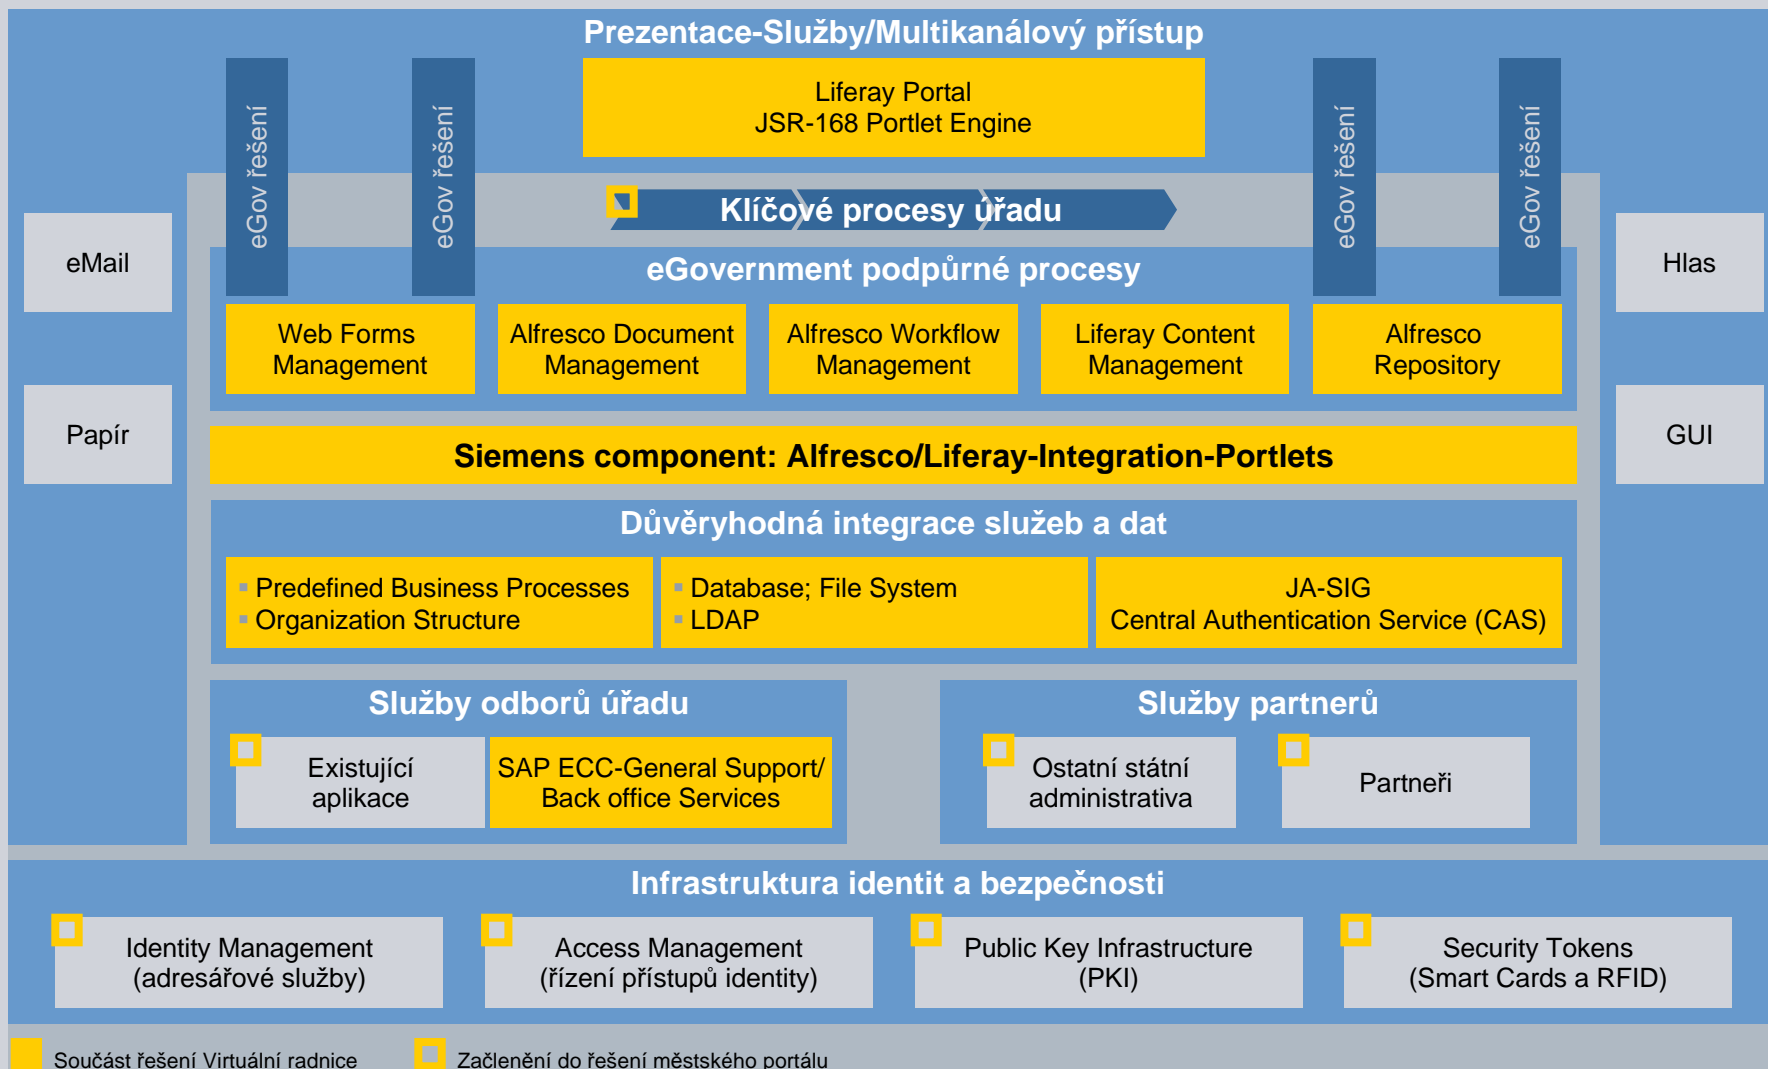 Prezentace-Služby/Multikanálový přístup
Liferay Portal
JSR-168 Portlet Engine
eGov řešení
eGov řešení
eGov řešení
eGov řešení
Klíčové procesy úřadu
eMail
Papír
Hlas
GUI
eGovernment podpůrné procesy
Web Forms
Management
Alfresco Document
Management
Alfresco Workflow
Management
Liferay Content
Management
Alfresco
Repository
Siemens component: Alfresco/Liferay-Integration-Portlets
Důvěryhodná integrace služeb a dat
▪ Predefined Business Processes
▪ Organization Structure
▪ Database; File System
▪ LDAP
JA-SIG
Central Authentication Service (CAS)
Služby odborů úřadu
Existující
aplikace
SAP ECC-General Support/
Back office Services
Služby partnerů
Ostatní státní
administrativa
Partneři
Infrastruktura identit a bezpečnosti
Identity Management
(adresářové služby)
Access Management
(řízení přístupů identity)
Public Key Infrastructure
(PKI)
Security Tokens
(Smart Cards a RFID)
Součást řešení Virtuální radnice
Začlenění do řešení městského portálu